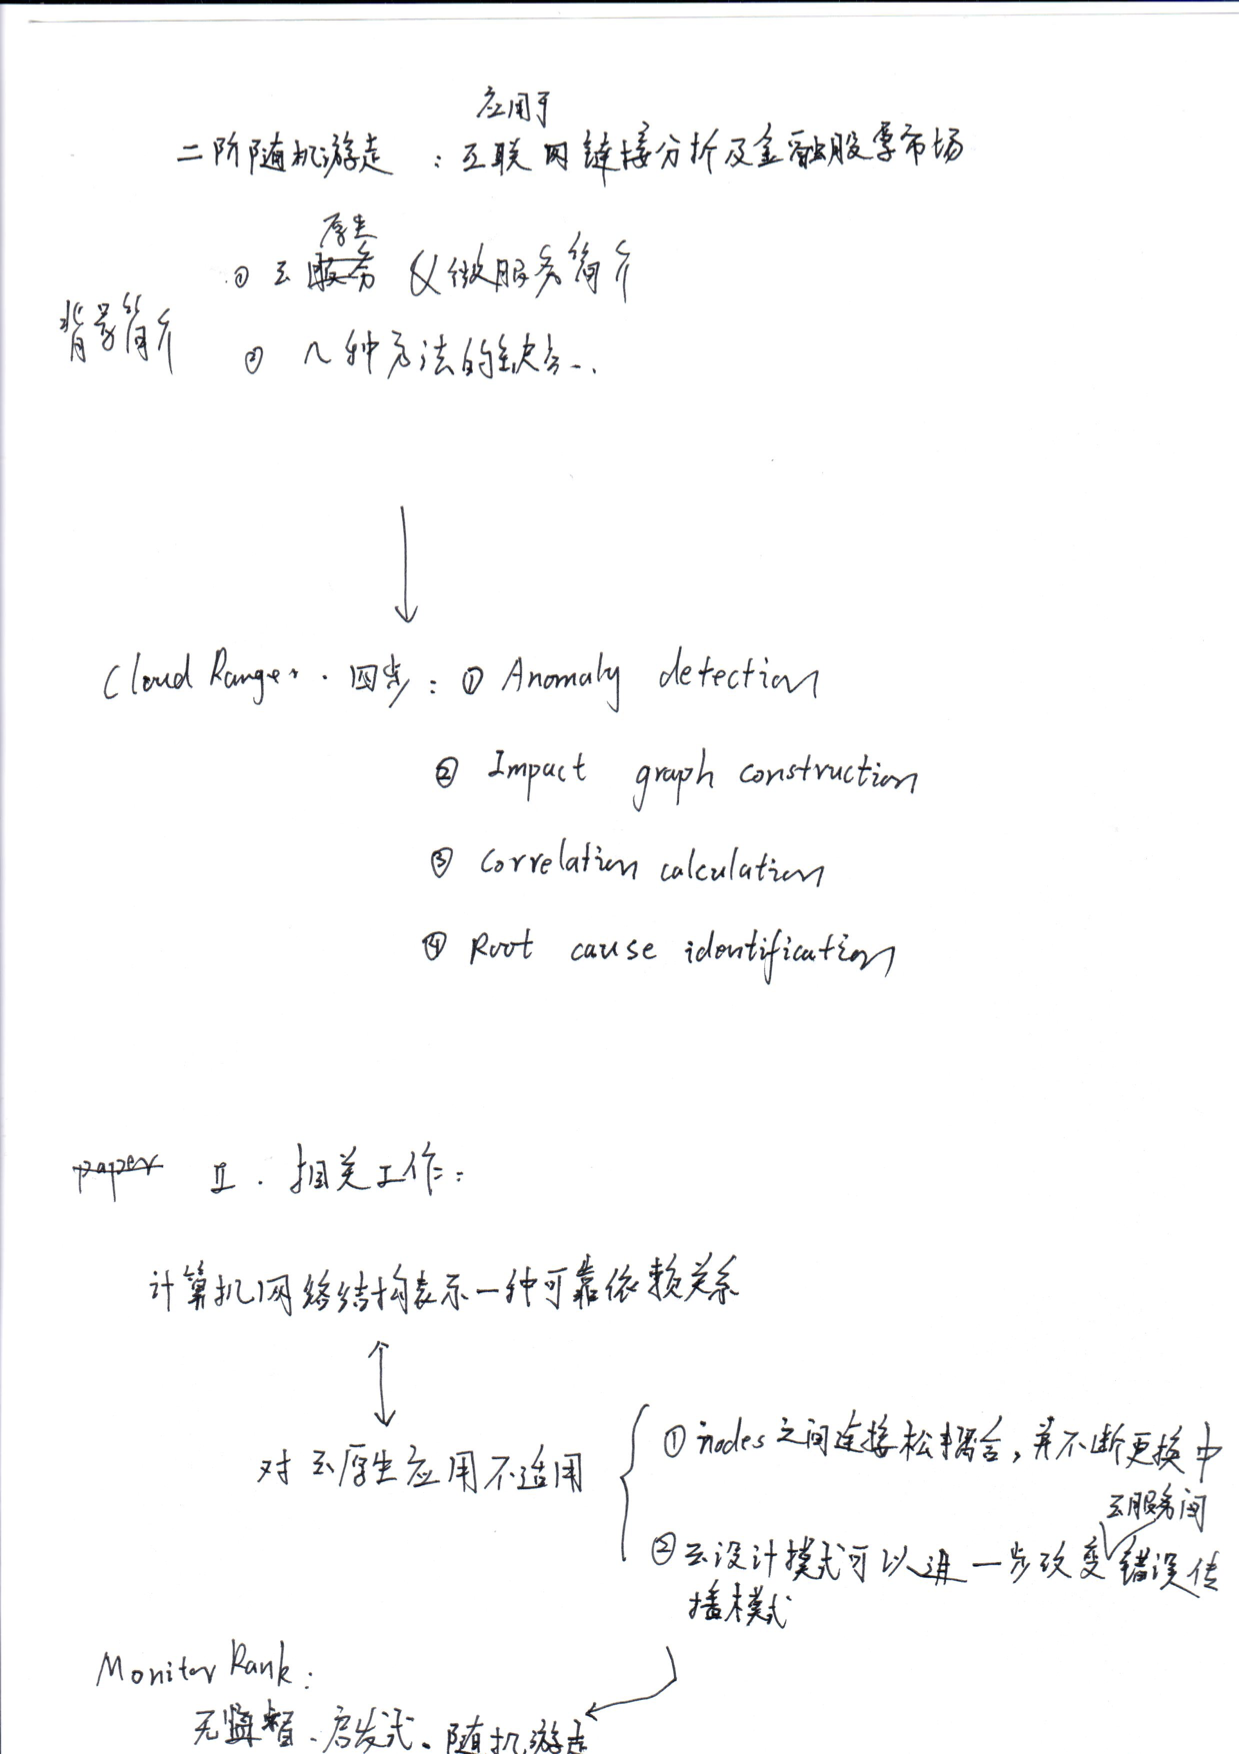 应用于
二阶随机游走 : 互联网链接分析及金融股票市场
原生
① 云服务 & 微服务简介
背景简介
② 几种方法的缺点...
Cloud Ranger. 四步: ① Anomaly detection
② Impact graph construction
③ Correlation calculation
④ Root cause identification
paper II. 相关工作:
计算机网络结构表示一种可靠依赖关系
对云原生应用不适用
① nodes之间连接松耦合, 并不断更换中
云服务间
② 云设计模式可以进一步改变错误传
播模式
Monitor Rank:
无监督、启发式、随机游走